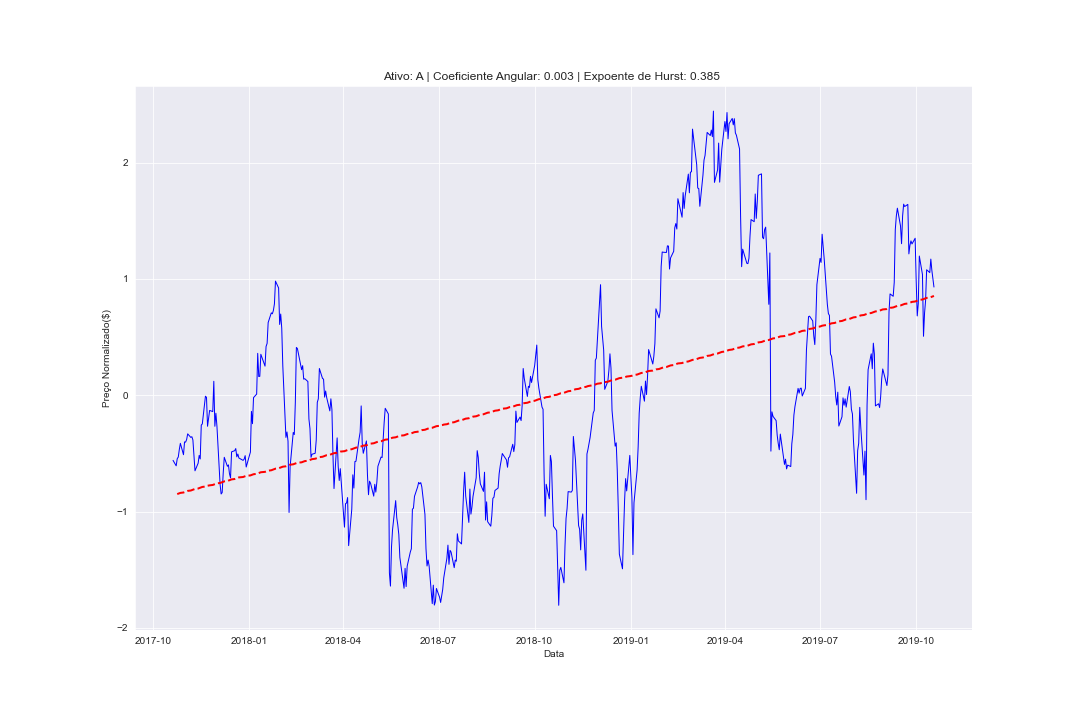 Ativo: A | Coeficiente Angular: 0.003 | Expoente de Hurst: 0.385
Preço Normalizado($)
2
1
0
−1
−2
2017-10 2018-01 2018-04 2018-07 2018-10 2019-01 2019-04 2019-07 2019-10
Data